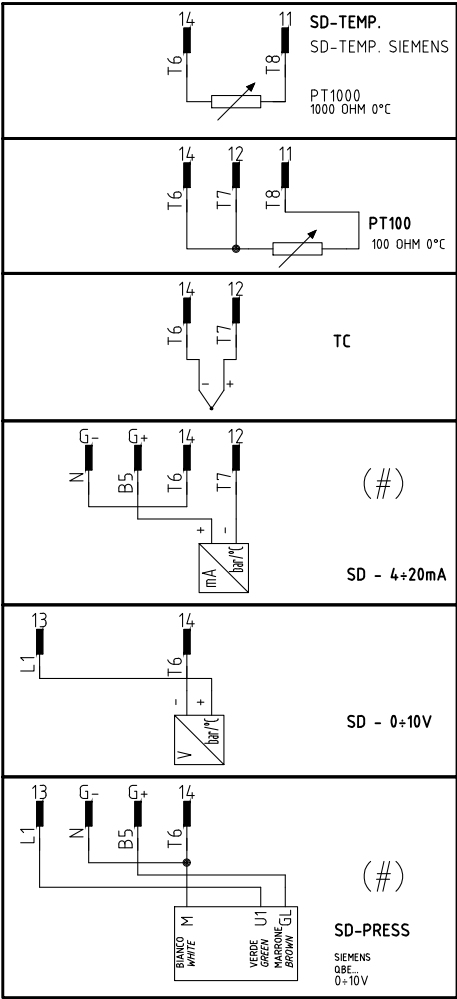 14 11 SD-TEMP.
SD-TEMP. SIEMENS
T6 T8
PT1000
1000 OHM 0°C
14 12 11
T6 T7 T8
PT100
100 OHM 0°C
14 12
T6 T7
TC
- +
G- G+ 14 12
N B5 T6 T7
(#)
+ -
mA bar/°C
SD - 4÷20mA
13 14
L1 T6
- +
V bar/°C
SD - 0÷10V
13 G- G+ 14
L1 N B5 T6
(#)
M U1 GL
BIANCO
WHITE
VERDE
GREEN
MARRONE
BROWN
SD-PRESS
SIEMENS
QBE...
0÷10V